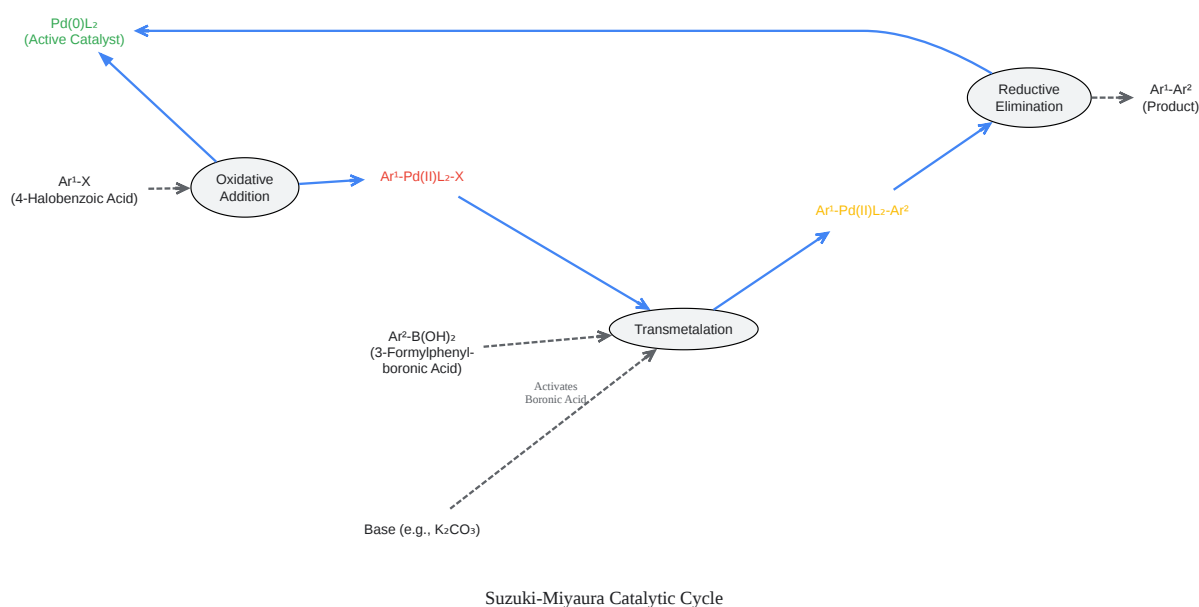 Pd(0)L₂
(Active Catalyst)
Reductive
Elimination
Ar¹-Ar²
(Product)
Ar¹-X
(4-Halobenzoic Acid)
Oxidative
Addition
Ar¹-Pd(II)L₂-X
Ar¹-Pd(II)L₂-Ar²
Transmetalation
Ar²-B(OH)₂
(3-Formylphenyl-
boronic Acid)
Activates
Boronic Acid
Base (e.g., K₂CO₃)
Suzuki-Miyaura Catalytic Cycle